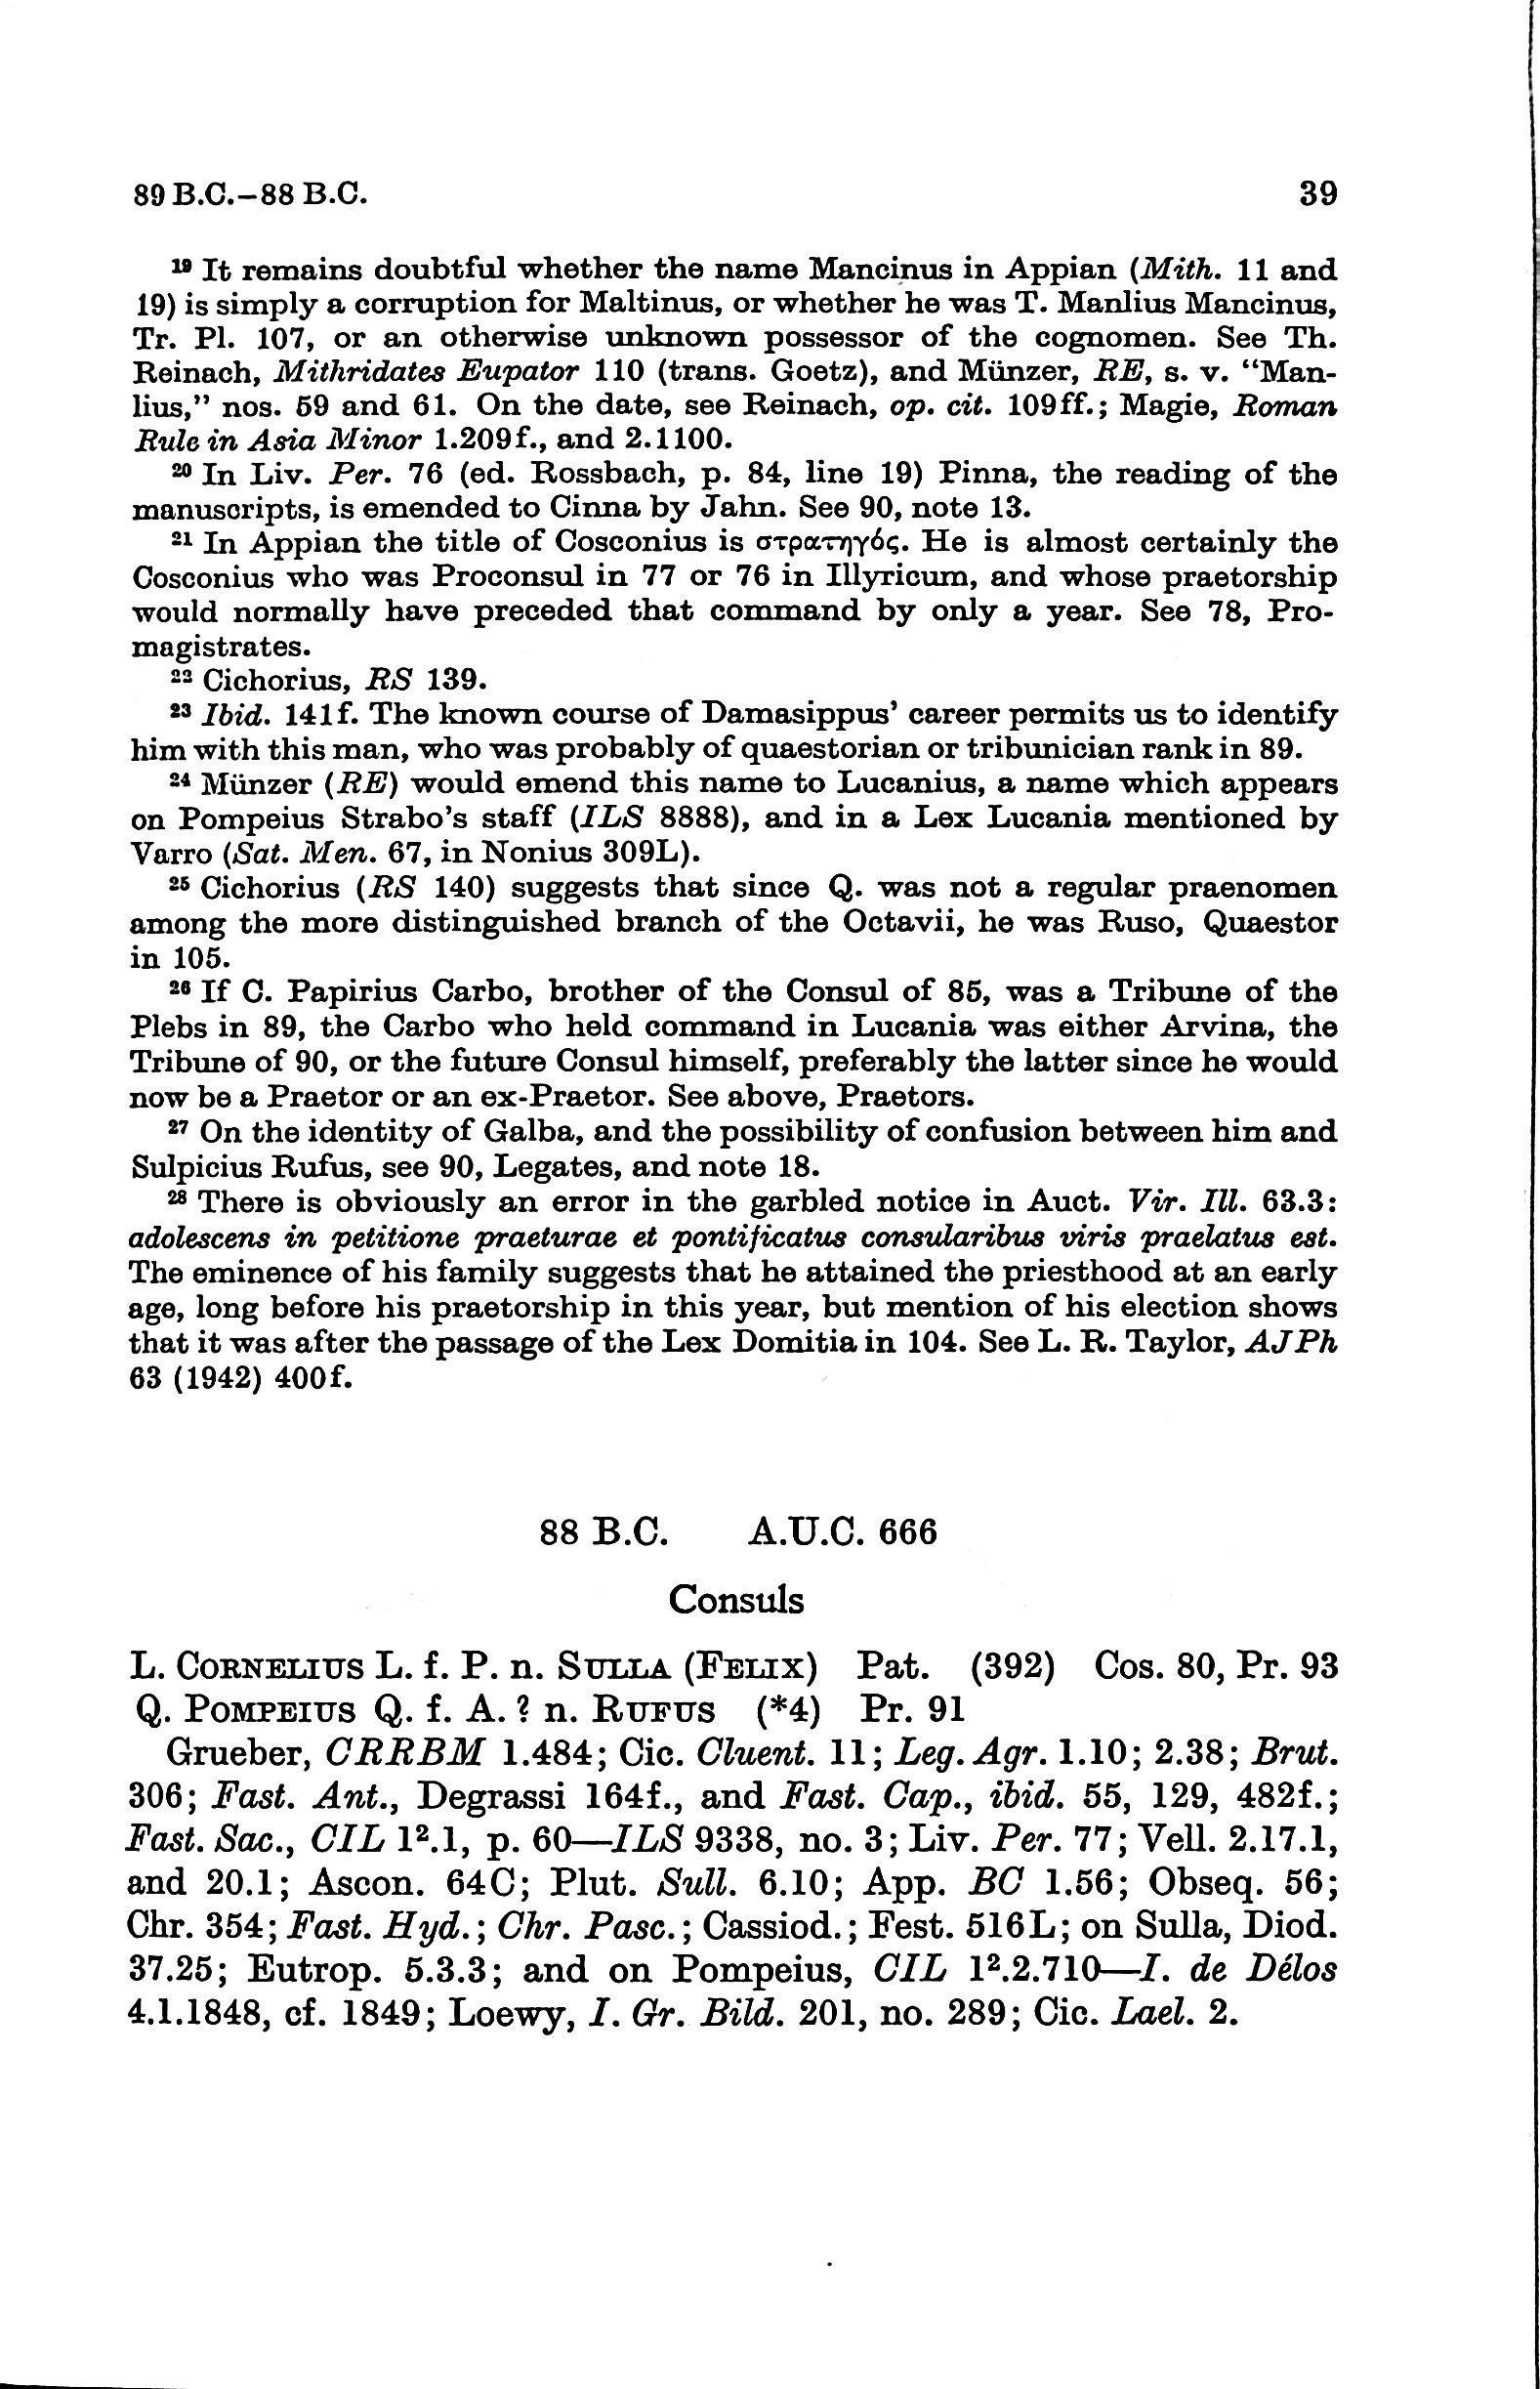 89 B.C.–88 B.C. 39
¹⁹ It remains doubtful whether the name Mancinus in Appian (Mith. 11 and
19) is simply a corruption for Maltinus, or whether he was T. Manlius Mancinus,
Tr. Pl. 107, or an otherwise unknown possessor of the cognomen. See Th.
Reinach, Mithridates Eupator 110 (trans. Goetz), and Münzer, RE, s. v. “Man-
lius,” nos. 59 and 61. On the date, see Reinach, op. cit. 109ff.; Magie, Roman
Rule in Asia Minor 1.209f., and 2.1100.
²⁰ In Liv. Per. 76 (ed. Rossbach, p. 84, line 19) Pinna, the reading of the
manuscripts, is emended to Cinna by Jahn. See 90, note 13.
²¹ In Appian the title of Cosconius is στρατηγός. He is almost certainly the
Cosconius who was Proconsul in 77 or 76 in Illyricum, and whose praetorship
would normally have preceded that command by only a year. See 78, Pro-
magistrates.
²² Cichorius, RS 139.
²³ Ibid. 141f. The known course of Damasippus’ career permits us to identify
him with this man, who was probably of quaestorian or tribunician rank in 89.
²⁴ Münzer (RE) would emend this name to Lucanius, a name which appears
on Pompeius Strabo’s staff (ILS 8888), and in a Lex Lucania mentioned by
Varro (Sat. Men. 67, in Nonius 309L).
²⁵ Cichorius (RS 140) suggests that since Q. was not a regular praenomen
among the more distinguished branch of the Octavii, he was Ruso, Quaestor
in 105.
²⁶ If C. Papirius Carbo, brother of the Consul of 85, was a Tribune of the
Plebs in 89, the Carbo who held command in Lucania was either Arvina, the
Tribune of 90, or the future Consul himself, preferably the latter since he would
now be a Praetor or an ex-Praetor. See above, Praetors.
²⁷ On the identity of Galba, and the possibility of confusion between him and
Sulpicius Rufus, see 90, Legates, and note 18.
²⁸ There is obviously an error in the garbled notice in Auct. Vir. Ill. 63.3:
adolescens in petitione praeturae et pontificatus consularibus viris praelatus est.
The eminence of his family suggests that he attained the priesthood at an early
age, long before his praetorship in this year, but mention of his election shows
that it was after the passage of the Lex Domitia in 104. See L. R. Taylor, AJPh
63 (1942) 400f.
88 B.C. A.U.C. 666
Consuls
L. CORNELIUS L. f. P. n. SULLA (FELIX) Pat. (392) Cos. 80, Pr. 93
Q. POMPEIUS Q. f. A. ? n. RUFUS (*4) Pr. 91
Grueber, CRRBM 1.484; Cic. Cluent. 11; Leg. Agr. 1.10; 2.38; Brut.
306; Fast. Ant., Degrassi 164f., and Fast. Cap., ibid. 55, 129, 482f.;
Fast. Sac., CIL 1².1, p. 60—ILS 9338, no. 3; Liv. Per. 77; Vell. 2.17.1,
and 20.1; Ascon. 64C; Plut. Sull. 6.10; App. BC 1.56; Obseq. 56;
Chr. 354; Fast. Hyd.; Chr. Pasc.; Cassiod.; Fest. 516L; on Sulla, Diod.
37.25; Eutrop. 5.3.3; and on Pompeius, CIL 1².2.710—I. de Délos
4.1.1848, cf. 1849; Loewy, I. Gr. Bild. 201, no. 289; Cic. Lael. 2.